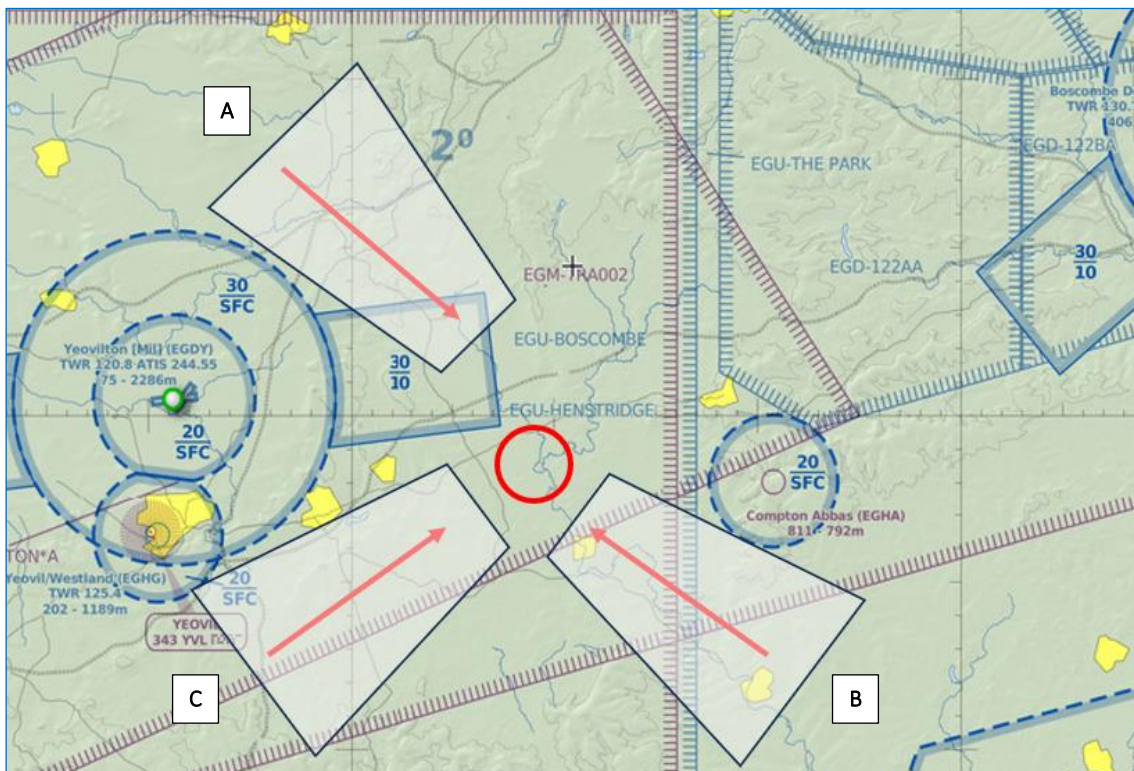 A
2⁰
Boscombe D
TWR 130.
406
EGD-122BA
EGU-THE PARK
EGD-122AA
30
10
EGM-TRA002
30
SFC
EGU-BOSCOMBE
Yeovilton [Mil] (EGDY)
TWR 120.8 ATIS 244.55
75 - 2286m
30
10
20
SFC
EGU-HENSTRIDGE
20
SFC
Compton Abbas (EGHA)
811 - 792m
TON*A
Yeovil/Westland (EGHG)
TWR 125.4
202 - 1189m
20
SFC
YEOVI
343 YVL
C
B